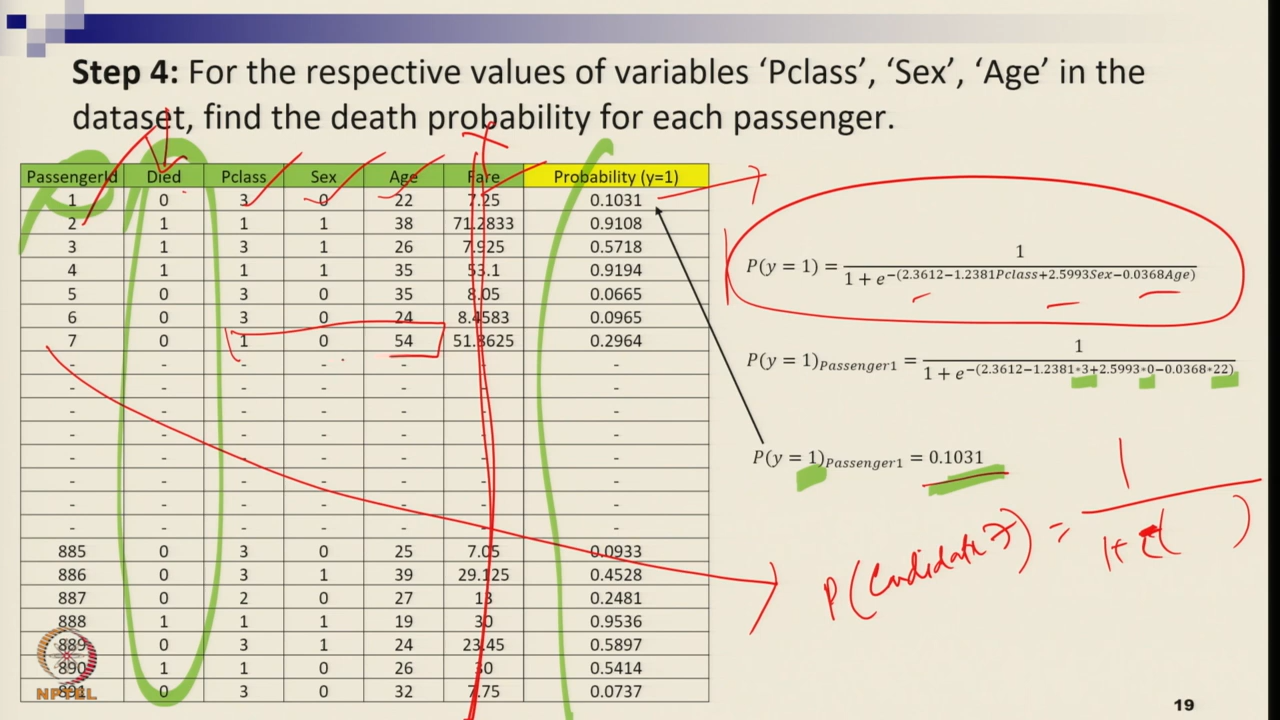 Step 4: For the respective values of variables ‘Pclass’, ‘Sex’, ‘Age’ in the
dataset, find the death probability for each passenger.
PassengerId Died Pclass Sex Age Fare Probability (y=1)
1 0 3 0 22 7.25 0.1031
2 1 1 1 38 71.2833 0.9108
3 1 3 1 26 7.925 0.5718
4 1 1 1 35 53.1 0.9194
5 0 3 0 35 8.05 0.0665
6 0 3 0 24 8.4583 0.0965
7 0 1 0 54 51.8625 0.2964
- - - - - - -
- - - - - - -
- - - - - - -
- - - - - - -
- - - - - - -
- - - - - - -
- - - - - - -
- - - - - - -
885 0 3 0 25 7.05 0.0933
886 0 3 1 39 29.125 0.4528
887 0 2 0 27 13 0.2481
888 1 1 1 19 30 0.9536
889 0 3 1 24 23.45 0.5897
890 1 1 0 26 30 0.5414
891 0 3 0 32 7.75 0.0737
P(y = 1) = 1 / 1 + e^−(2.3612−1.2381Pclass+2.5993Sex−0.0368Age)
P(y = 1)Passenger1 = 1 / 1 + e^−(2.3612−1.2381*3+2.5993*0−0.0368*22)
P(y = 1)Passenger1 = 0.1031
P(Candidate 7) = 1 / 1+ e ( )
NPTEL
19